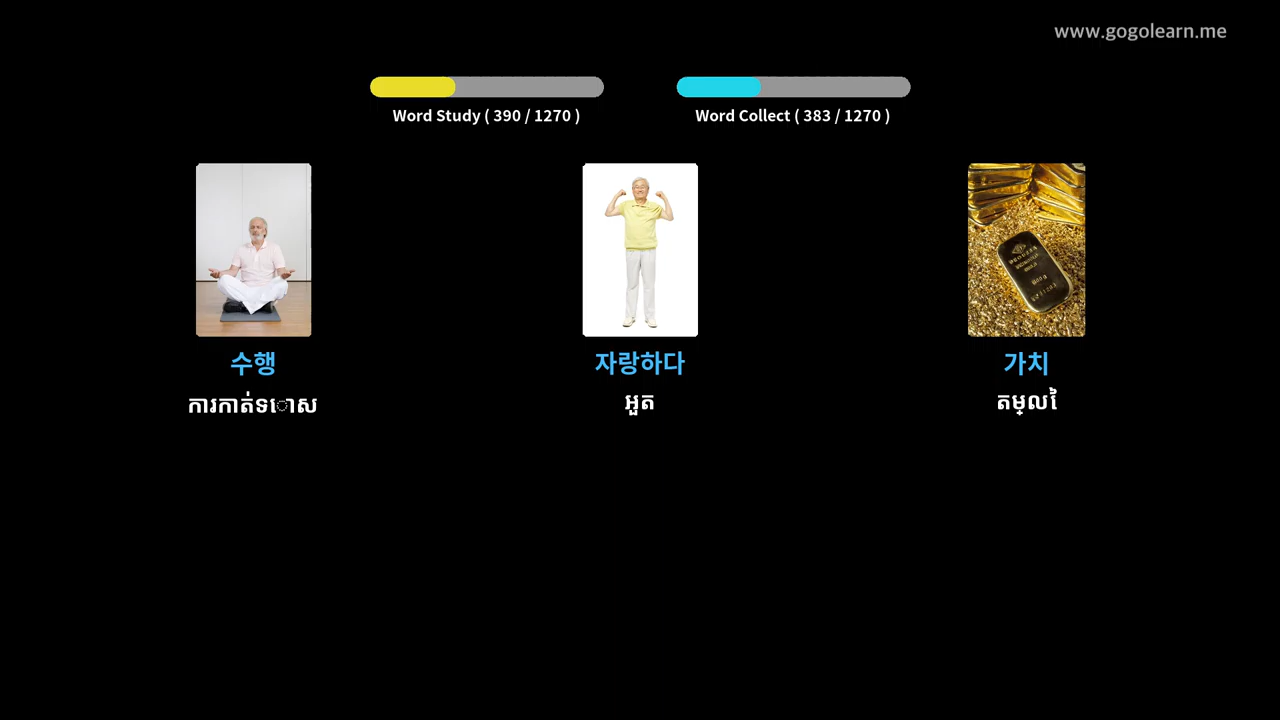 www.gogolearn.me
Word Study ( 390 / 1270 )
Word Collect ( 383 / 1270 )
수행
자랑하다
가치
ការកាត់ទោស
អួត
តម្លៃ